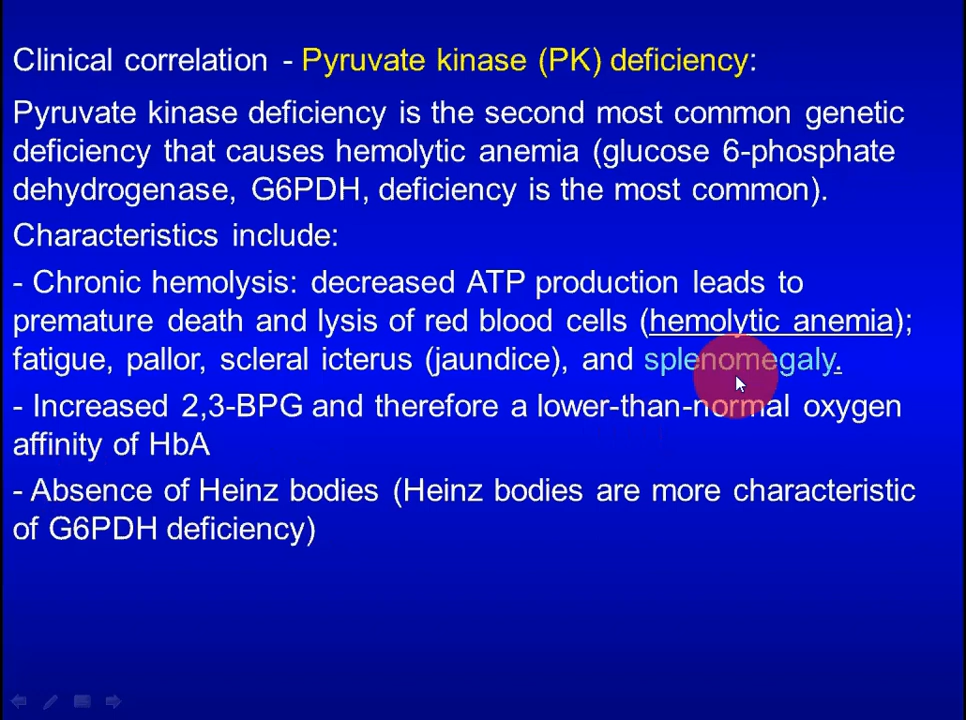 Clinical correlation - Pyruvate kinase (PK) deficiency:
Pyruvate kinase deficiency is the second most common genetic
deficiency that causes hemolytic anemia (glucose 6-phosphate
dehydrogenase, G6PDH, deficiency is the most common).
Characteristics include:
- Chronic hemolysis: decreased ATP production leads to
premature death and lysis of red blood cells (hemolytic anemia);
fatigue, pallor, scleral icterus (jaundice), and splenomegaly.
- Increased 2,3-BPG and therefore a lower-than-normal oxygen
affinity of HbA
- Absence of Heinz bodies (Heinz bodies are more characteristic
of G6PDH deficiency)